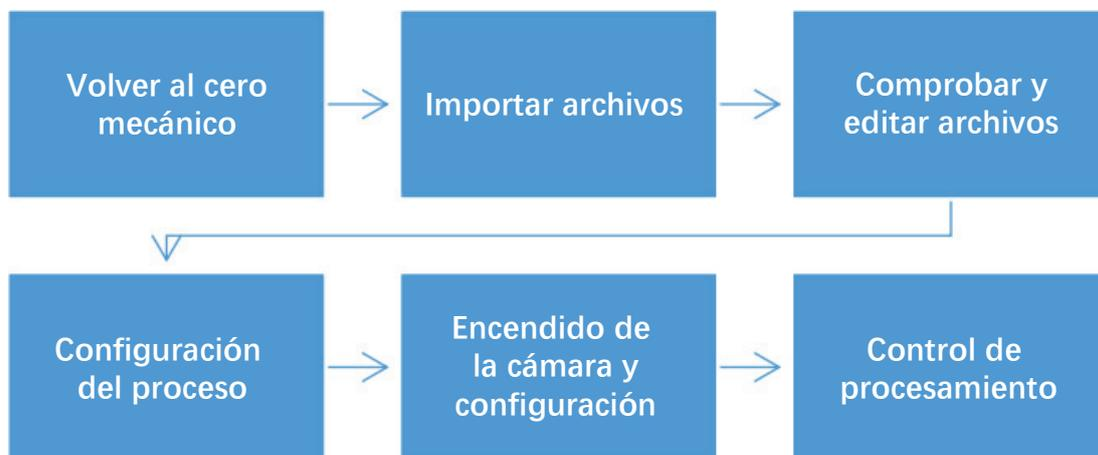 Volver al cero
mecánico
Importar archivos
Comprobar y
editar archivos
Configuración
del proceso
Encendido de
la cámara y
configuración
Control de
procesamiento